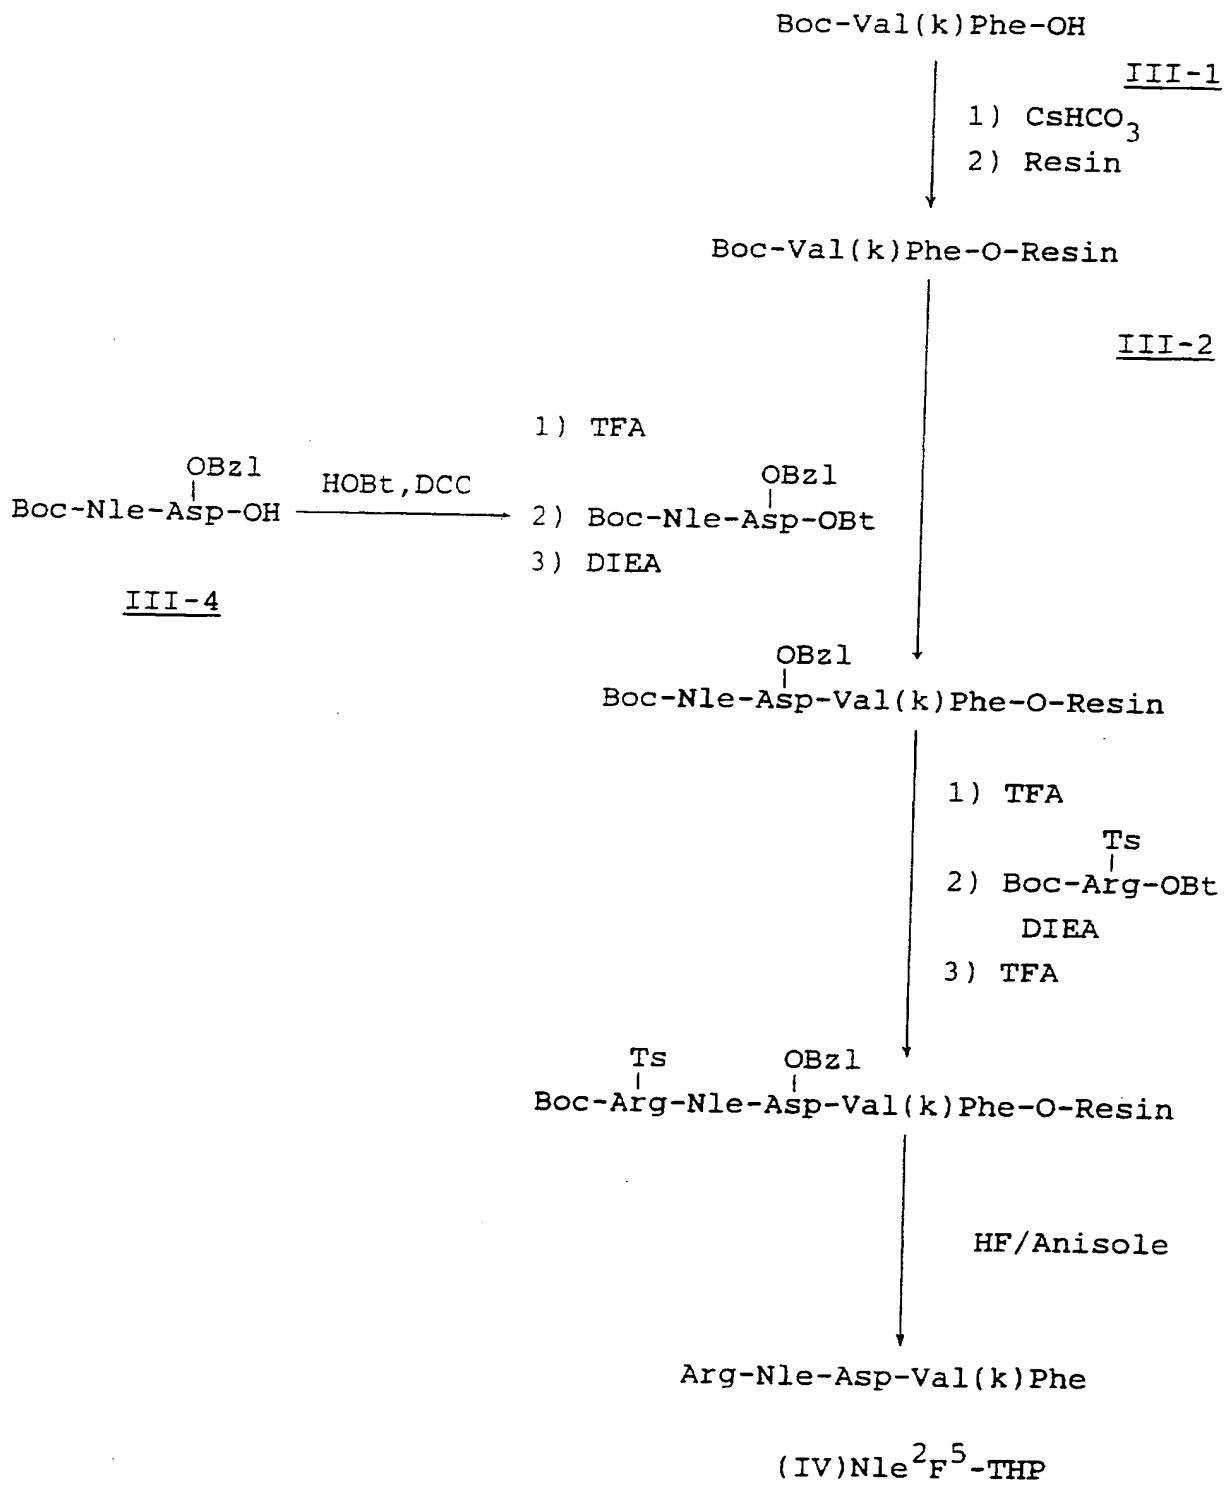 Boc-Val(k)Phe-OH
III-1
1) CsHCO3
2) Resin
Boc-Val(k)Phe-O-Resin
III-2
1) TFA
OBzl
Boc-Nle-Asp-OH
HOBt,DCC
OBzl
2) Boc-Nle-Asp-OBt
3) DIEA
III-4
OBzl
Boc-Nle-Asp-Val(k)Phe-O-Resin
1) TFA
Ts
2) Boc-Arg-OBt
DIEA
3) TFA
Ts OBzl
Boc-Arg-Nle-Asp-Val(k)Phe-O-Resin
HF/Anisole
Arg-Nle-Asp-Val(k)Phe
(IV)Nle2F5-THP